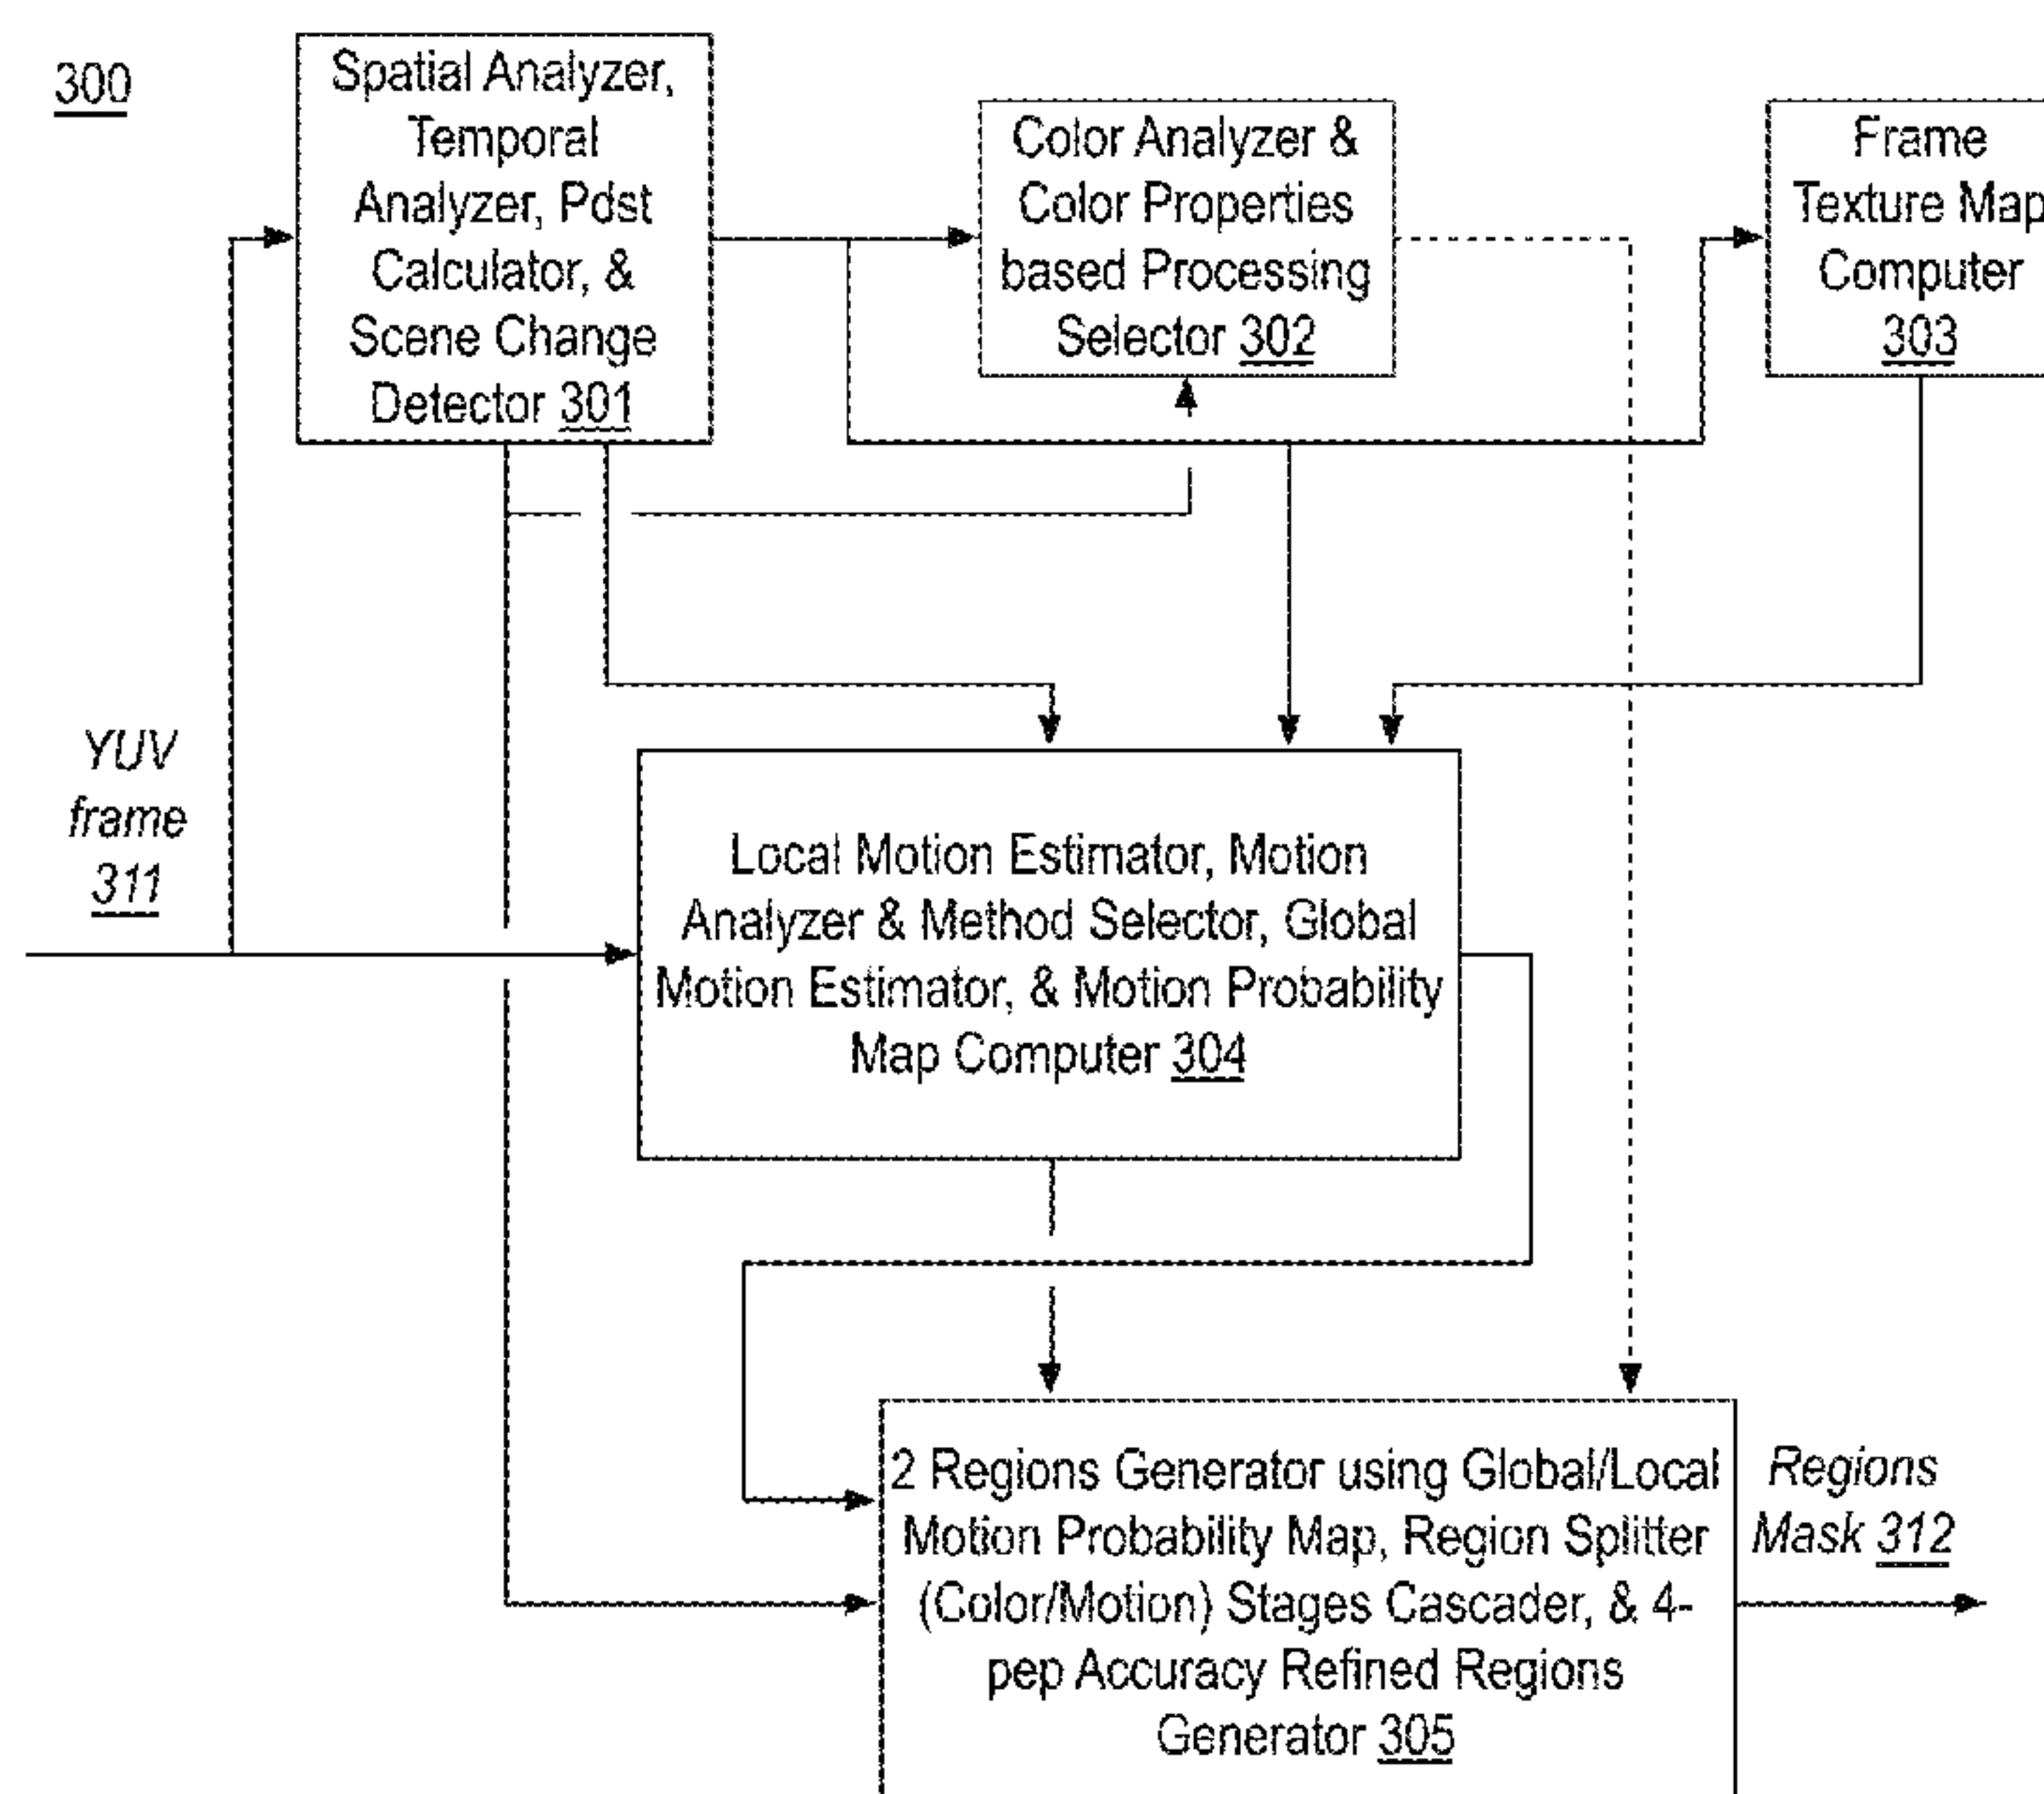 300
Spatial Analyzer,
Temporal
Analyzer, Pdst
Calculator, &
Scene Change
Detector 301
Color Analyzer &
Color Properties
based Processing
Selector 302
Frame
Texture Map
Computer
303
YUV
frame
311
Local Motion Estimator, Motion
Analyzer & Method Selector, Global
Motion Estimator, & Motion Probability
Map Computer 304
2 Regions Generator using Global/Local
Motion Probability Map, Region Splitter
(Color/Motion) Stages Cascader, & 4-
pep Accuracy Refined Regions
Generator 305
Regions
Mask 312